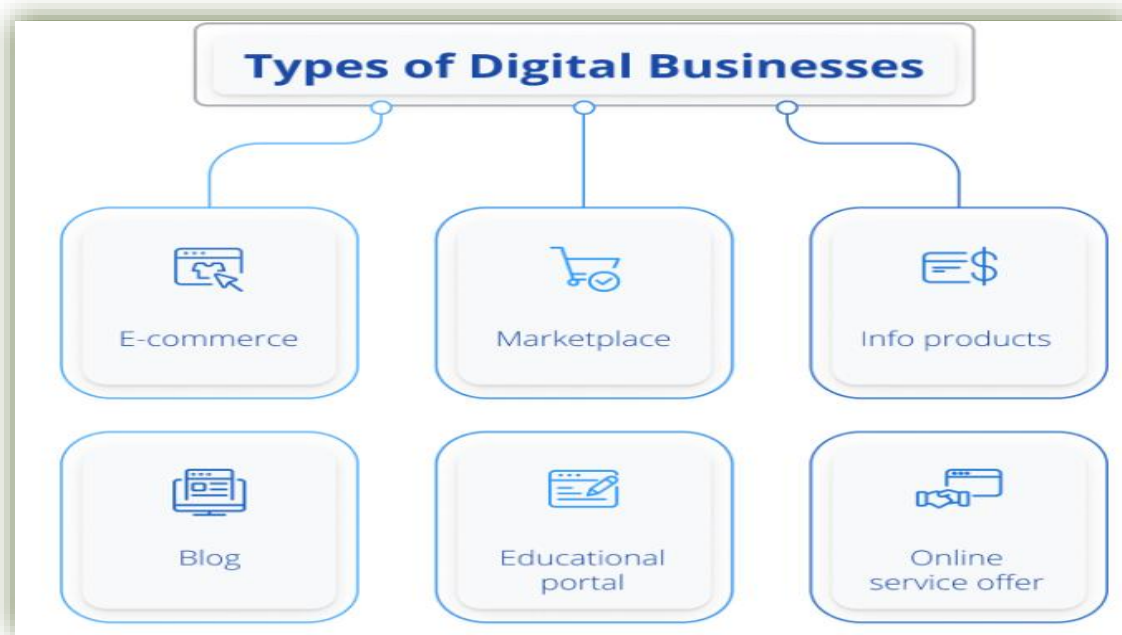 Types of Digital Businesses
E-commerce
Marketplace
Info products
Blog
Educational
portal
Online
service offer